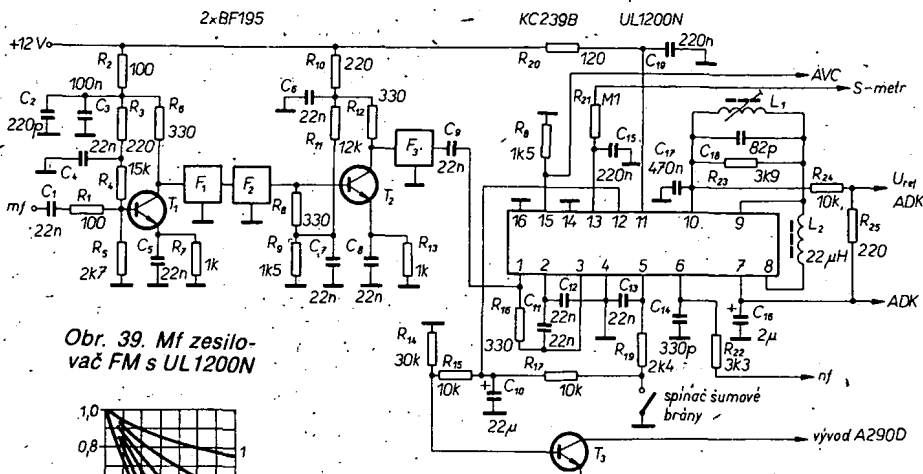 2xBF195 KC239B UL1200N
+12V
R2
100
R10
220
R20
120
C19
220n
AVC
S-metr
100n
C2
220p
C3
R3
220
R6
330
C6
22n
R11
12k
R12
330
F3
C9
22n
R8
1k5
R21
M1
C15
220n
L1
82p
C18
C17
470n
3k9
R23
R24
10k
Uref
ADK
22n
C4
15k
R4
mf
C1
22n
R1
100
T1
F1
F2
T2
R8
330
R25
220
L2
22µH
R5
2k7
C5
22n
R7
1k
R9
1k5
C7
22n
C8
22n
R13
1k
16 15 14 13 12 11 10 9
1 2 3 4 5 6 7 8
R16
330
C11
22n
C12
22n
C13
22n
C14
330p
C16
2µ
ADK
R14
30k
R15
10k
C10
22µ
R17
10k
R19
2k4
R22
3k3
nf
spínač šumové
brány
T3
vývod A290D
Obr. 39. Mf zesilo-
vač FM s UL1200N
1,0
0,8
1